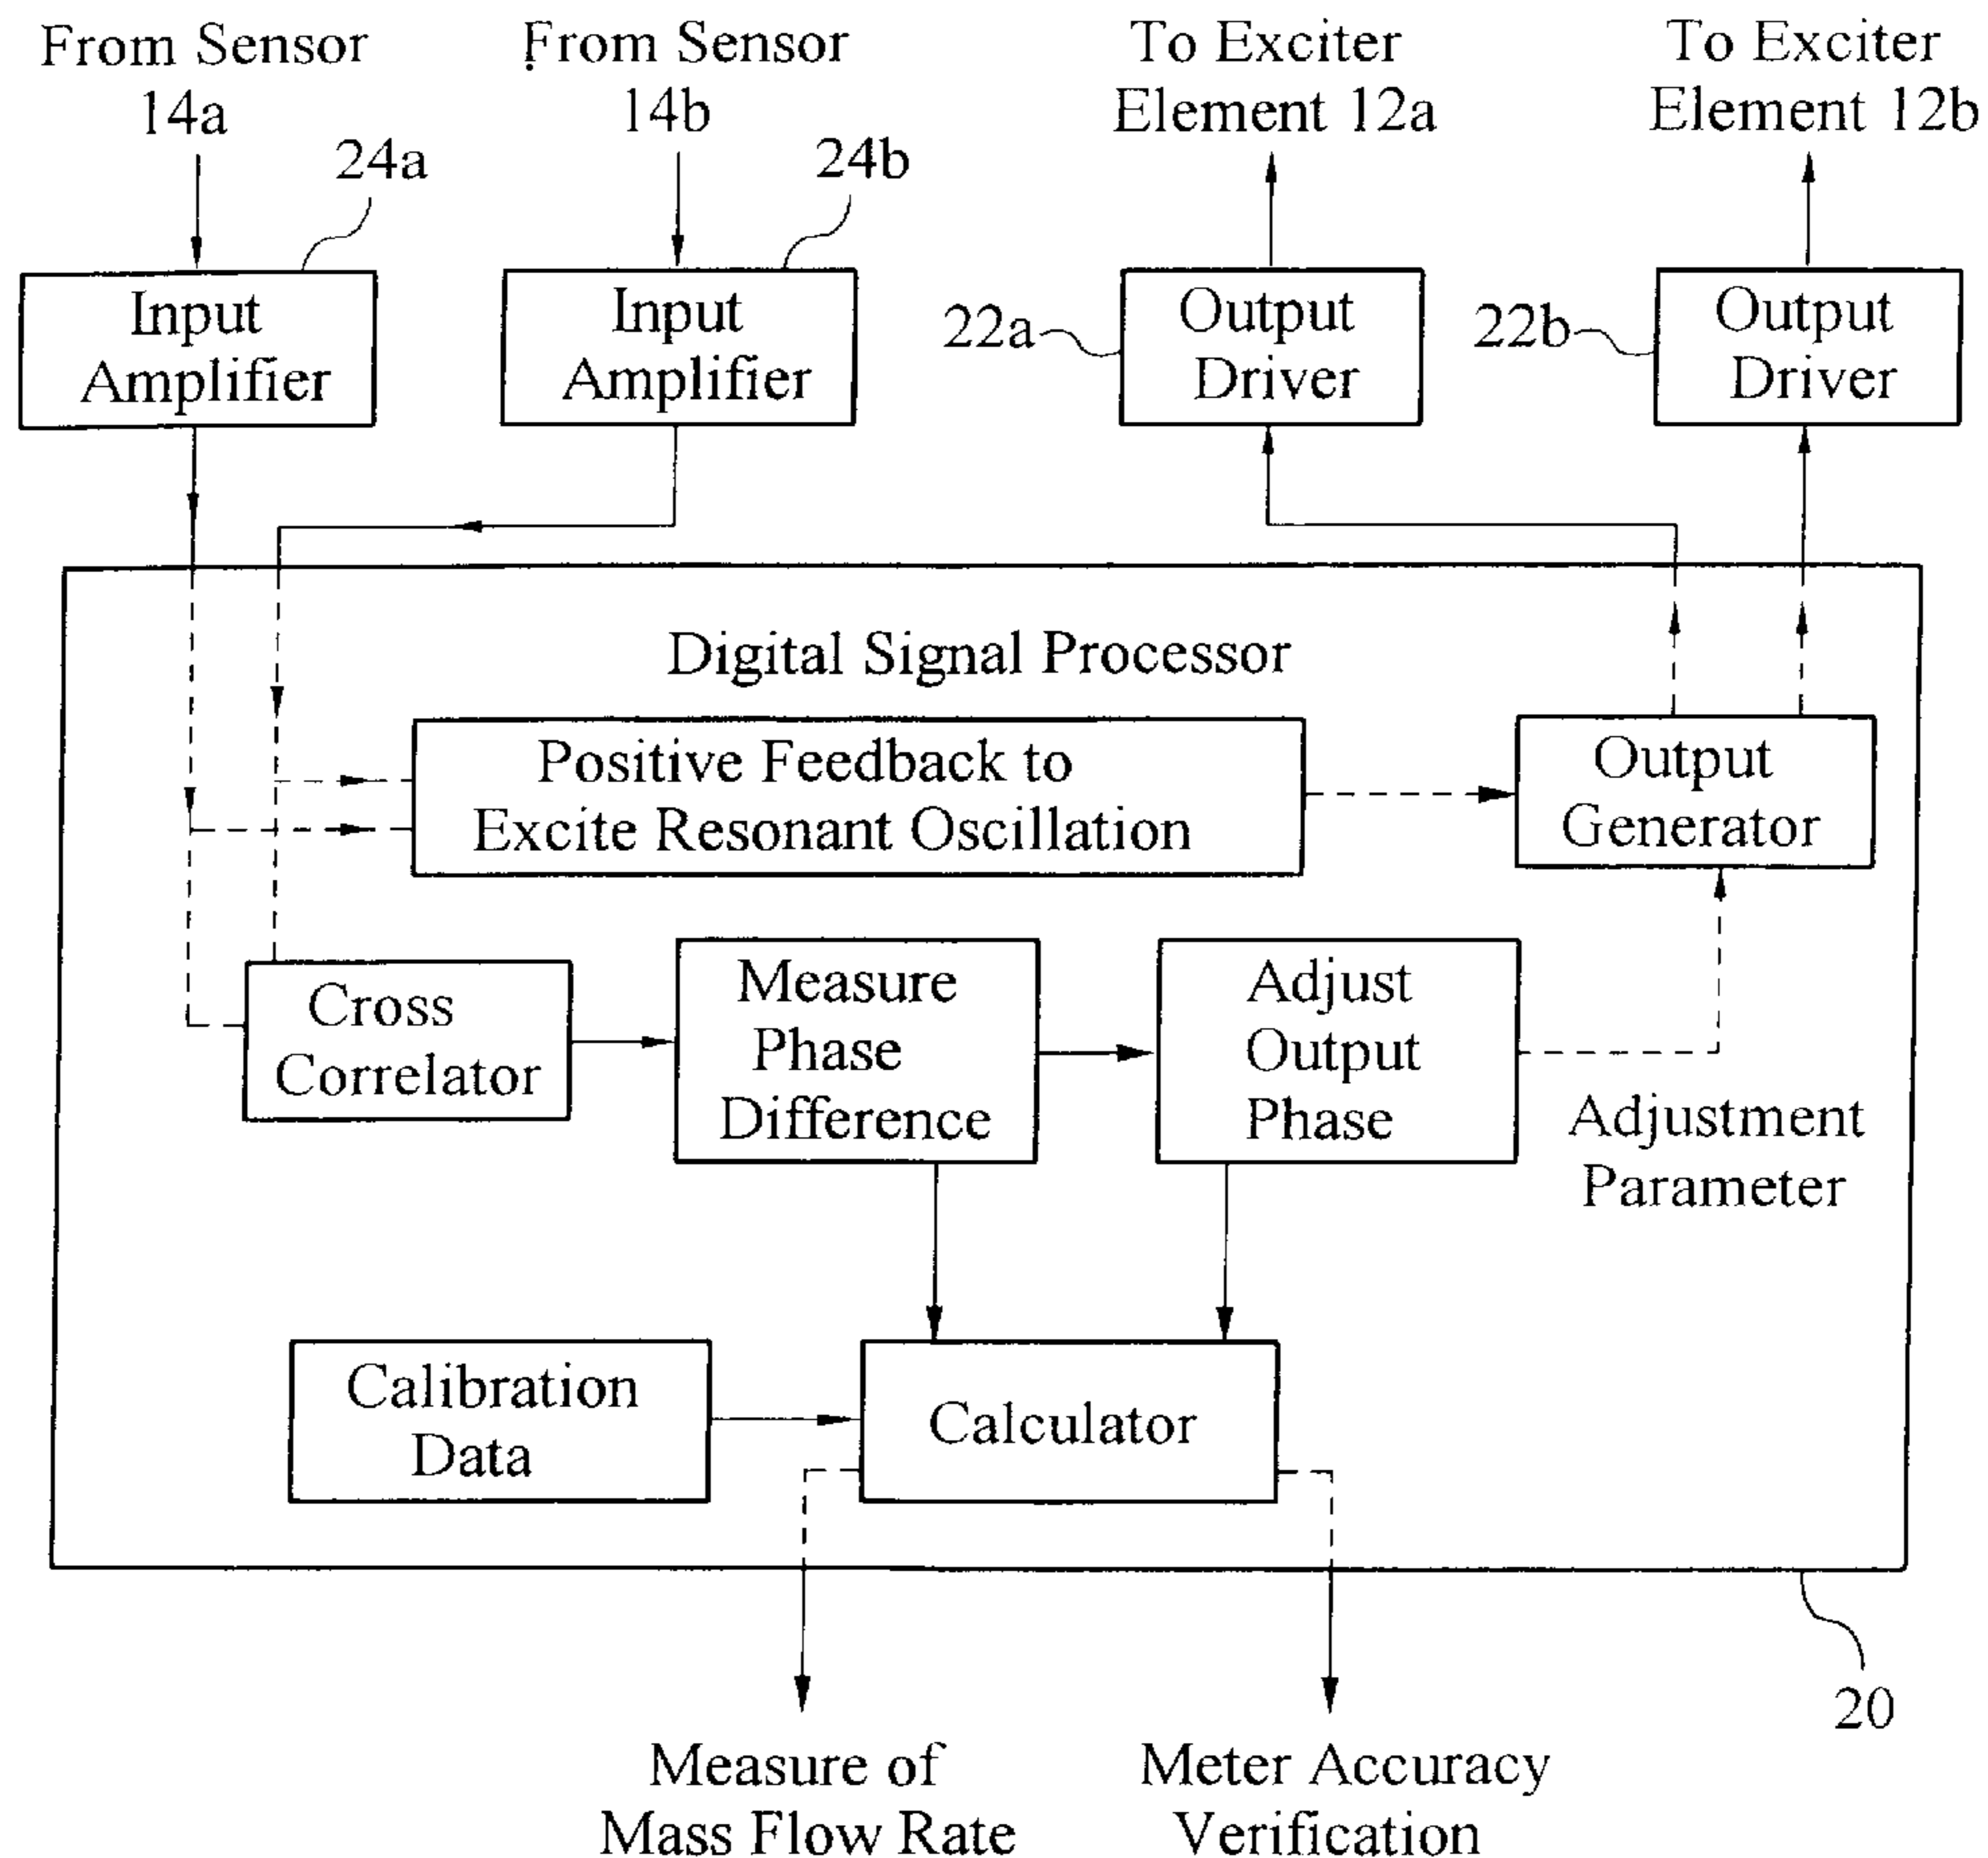 From Sensor
14a
From Sensor
14b
To Exciter
Element 12a
To Exciter
Element 12b
24a
24b
Input
Amplifier
Input
Amplifier
22a
Output
Driver
22b
Output
Driver
Digital Signal Processor
Positive Feedback to
Excite Resonant Oscillation
Output
Generator
Cross
Correlator
Measure
Phase
Difference
Adjust
Output
Phase
Adjustment
Parameter
Calibration
Data
Calculator
20
Measure of
Mass Flow Rate
Meter Accuracy
Verification